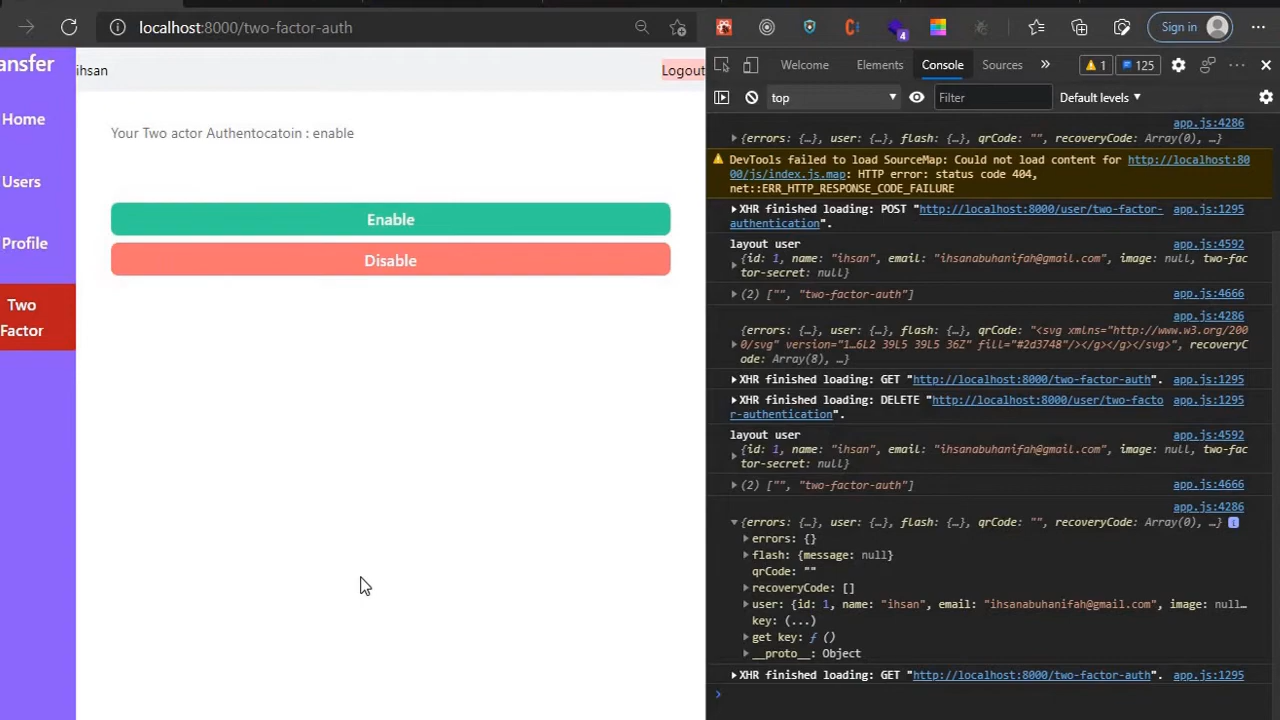 localhost:8000/two-factor-auth
4
Sign in
ansfer
Home
Users
Profile
Two
Factor
ihsan
Logout
Your Two actor Authentocatoin : enable
Enable
Disable
Welcome
Elements
Console
Sources
1
125
top
Filter
Default levels
app.js:4286
{errors: {…}, user: {…}, flash: {…}, qrCode: "", recoveryCode: Array(0), …}
DevTools failed to load SourceMap: Could not load content for http://localhost:80
00/js/index.js.map: HTTP error: status code 404,
net::ERR_HTTP_RESPONSE_CODE_FAILURE
XHR finished loading: POST "http://localhost:8000/user/two-factor- app.js:1295
authentication".
layout user app.js:4592
{id: 1, name: "ihsan", email: "ihsanabuhanifah@gmail.com", image: null, two-fac
tor-secret: null}
(2) ["", "two-factor-auth"] app.js:4666
app.js:4286
{errors: {…}, user: {…}, flash: {…}, qrCode: "<svg xmlns="http://www.w3.org/200
0/svg" version="1…6L2 39L5 39L5 36Z" fill="#2d3748"/></g></g></svg>", recoveryC
ode: Array(8), …}
XHR finished loading: GET "http://localhost:8000/two-factor-auth". app.js:1295
XHR finished loading: DELETE "http://localhost:8000/user/two-facto app.js:1295
r-authentication".
layout user app.js:4592
{id: 1, name: "ihsan", email: "ihsanabuhanifah@gmail.com", image: null, two-fac
tor-secret: null}
(2) ["", "two-factor-auth"] app.js:4666
app.js:4286
{errors: {…}, user: {…}, flash: {…}, qrCode: "", recoveryCode: Array(0), …}
errors: {}
flash: {message: null}
qrCode: ""
recoveryCode: []
user: {id: 1, name: "ihsan", email: "ihsanabuhanifah@gmail.com", image: null…
key: (...)
get key: ƒ ()
__proto__: Object
XHR finished loading: GET "http://localhost:8000/two-factor-auth". app.js:1295